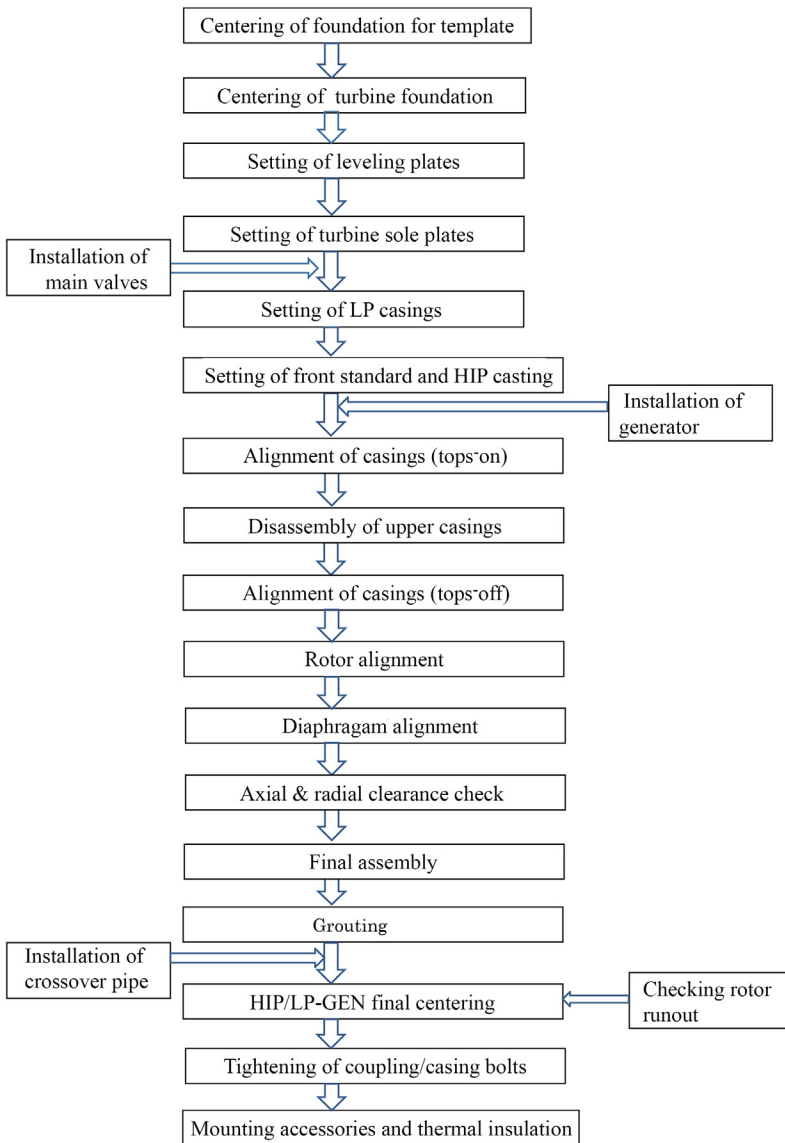 Centering of foundation for template
Centering of turbine foundation
Setting of leveling plates
Setting of turbine sole plates
Installation of
main valves
Setting of LP casings
Setting of front standard and HIP casting
Installation of
generator
Alignment of casings (tops-on)
Disassembly of upper casings
Alignment of casings (tops-off)
Rotor alignment
Diaphragam alignment
Axial & radial clearance check
Final assembly
Grouting
Installation of
crossover pipe
HIP/LP-GEN final centering
Checking rotor
runout
Tightening of coupling/casing bolts
Mounting accessories and thermal insulation